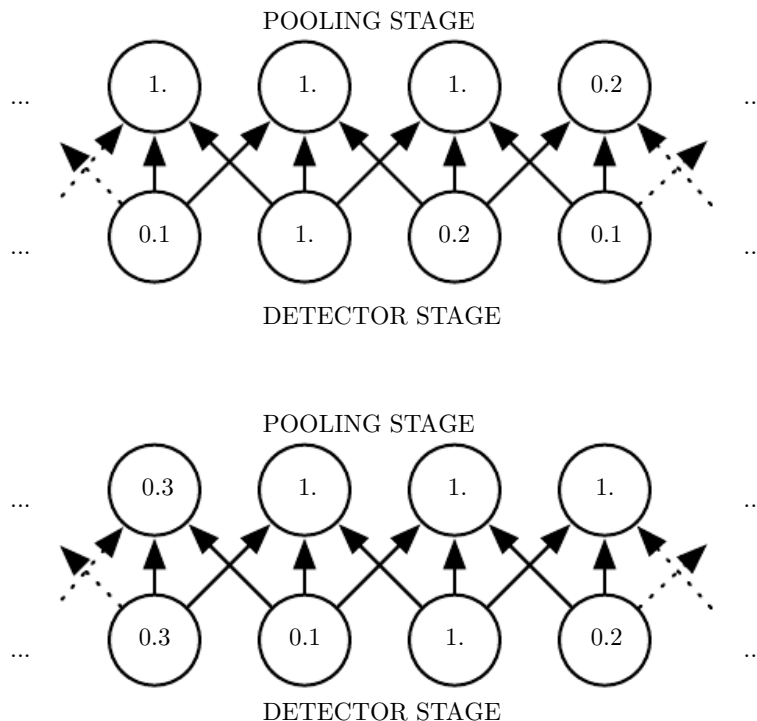 POOLING STAGE
... 1. 1. 1. 0.2 ..
... 0.1 1. 0.2 0.1 ..
DETECTOR STAGE
POOLING STAGE
... 0.3 1. 1. 1. ..
... 0.3 0.1 1. 0.2 ..
DETECTOR STAGE